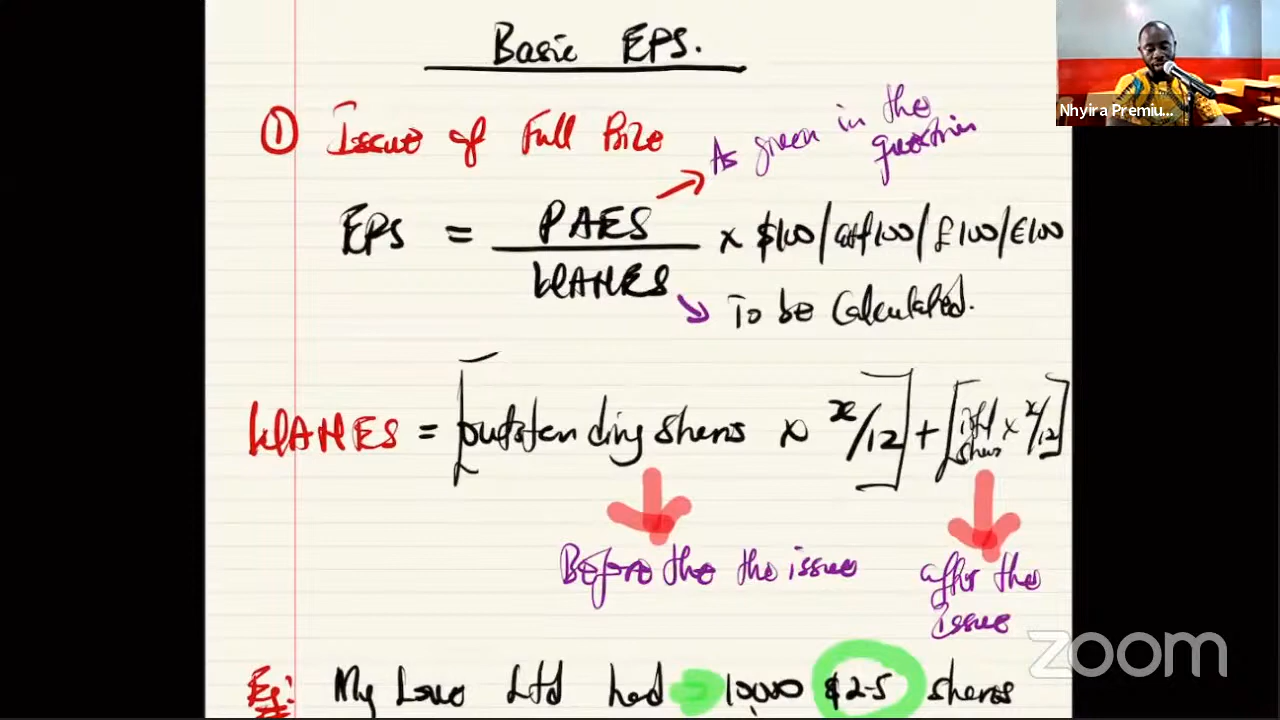 Basic EPS.
Nhyira Premiu...
① Issue of Full Price
As given in the question
EPS = PAES / WANES × $100/GH¢100/£100/€100
To be Calculated.
WANES = [outstanding shares × x/12] + [ shares × x/12]
Before the the issue
after the issue
zoom
Eg: My Love Ltd had → 10,000 $2.5 shares